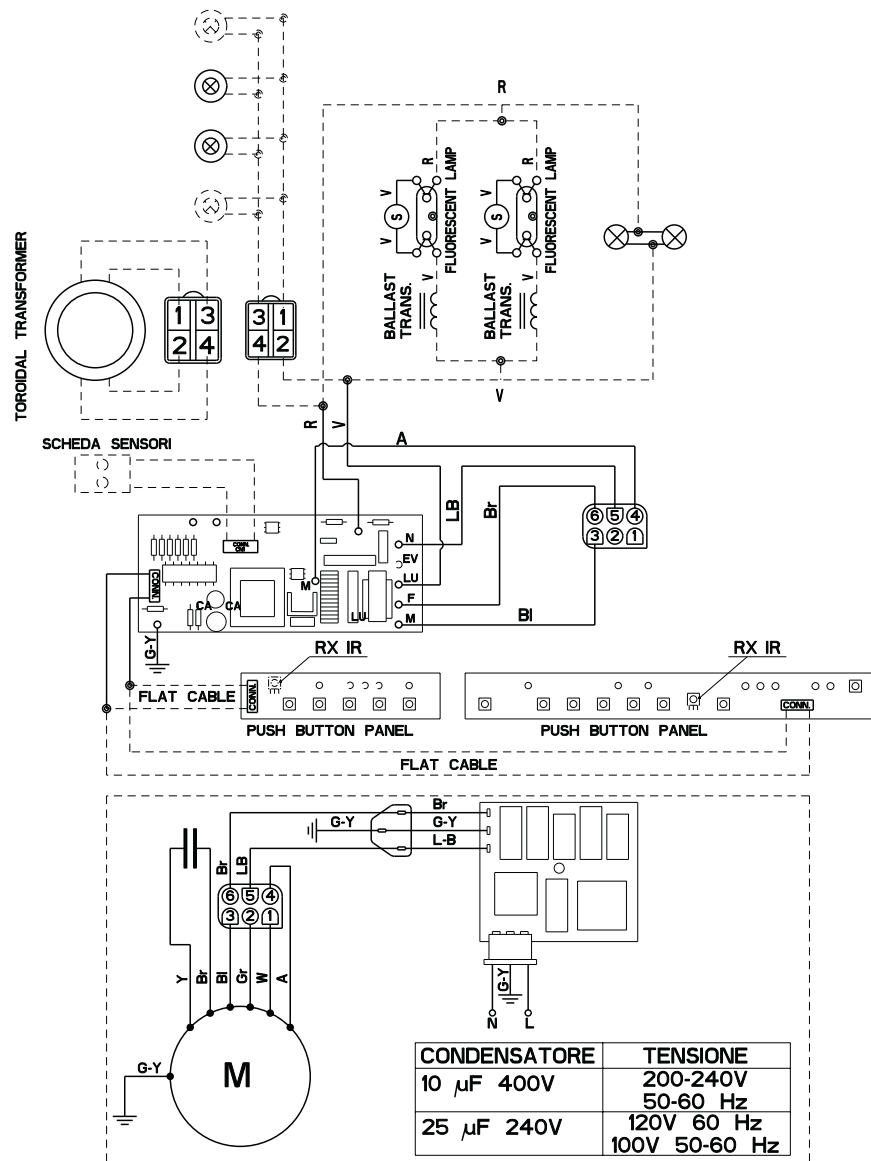 R
R
FLUORESCENT LAMP
V
S
V
V
BALLAST TRANS.
R
FLUORESCENT LAMP
V
S
V
V
BALLAST TRANS.
V
TOROIDAL TRANSFORMER
1 3
2 4
3 1
4 2
R
V
A
SCHEDA SENSORI
LB
Br
6 5 4
3 2 1
CONN.
CN1
N
EV
LU
F
M
M
LU
CONN.
CA CA
Bl
G-Y
RX IR
RX IR
FLAT CABLE
CONN.
CONN.
PUSH BUTTON PANEL
PUSH BUTTON PANEL
FLAT CABLE
Br
G-Y
G-Y
L-B
Br
LB
6 5 4
3 2 1
Y
Br
Bl
Gr
W
A
G-Y
N
L
G-Y
M
CONDENSATORE TENSIONE
10 µF 400V 200-240V
50-60 Hz
25 µF 240V 120V 60 Hz
100V 50-60 Hz